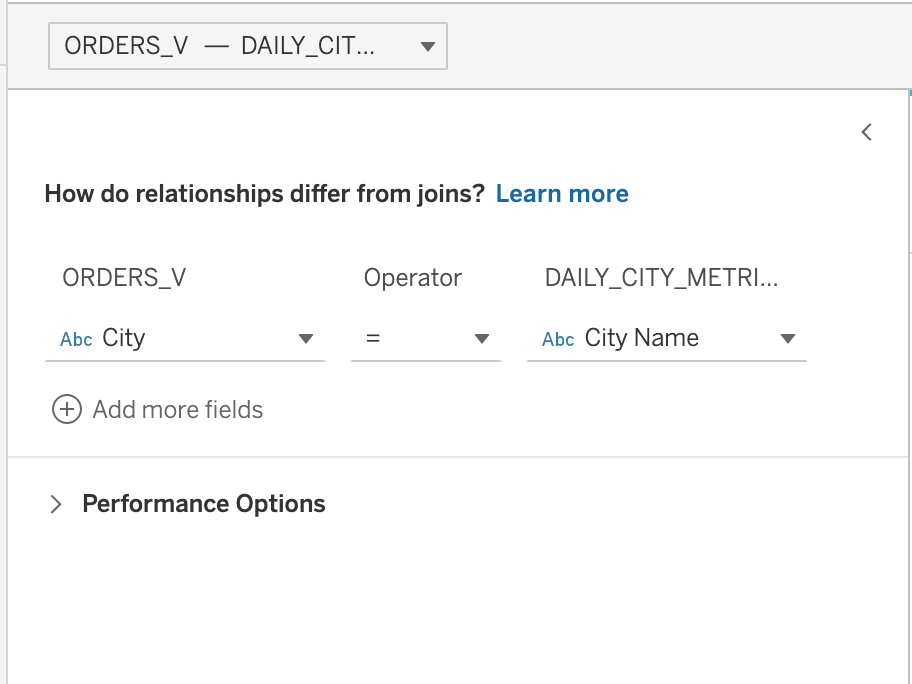 ORDERS_V — DAILY_CIT...
How do relationships differ from joins? Learn more
ORDERS_V Operator DAILY_CITY_METRI...
Abc City = Abc City Name
Add more fields
Performance Options